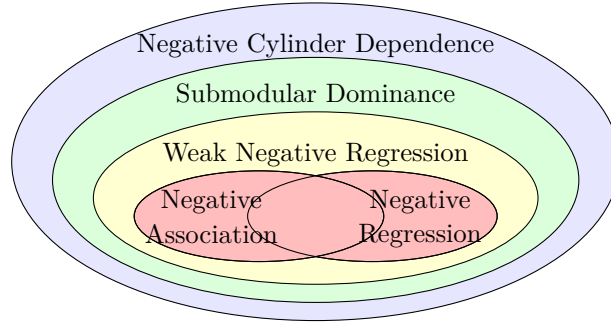 Negative Cylinder Dependence
Submodular Dominance
Weak Negative Regression
Negative
Association
Negative
Regression